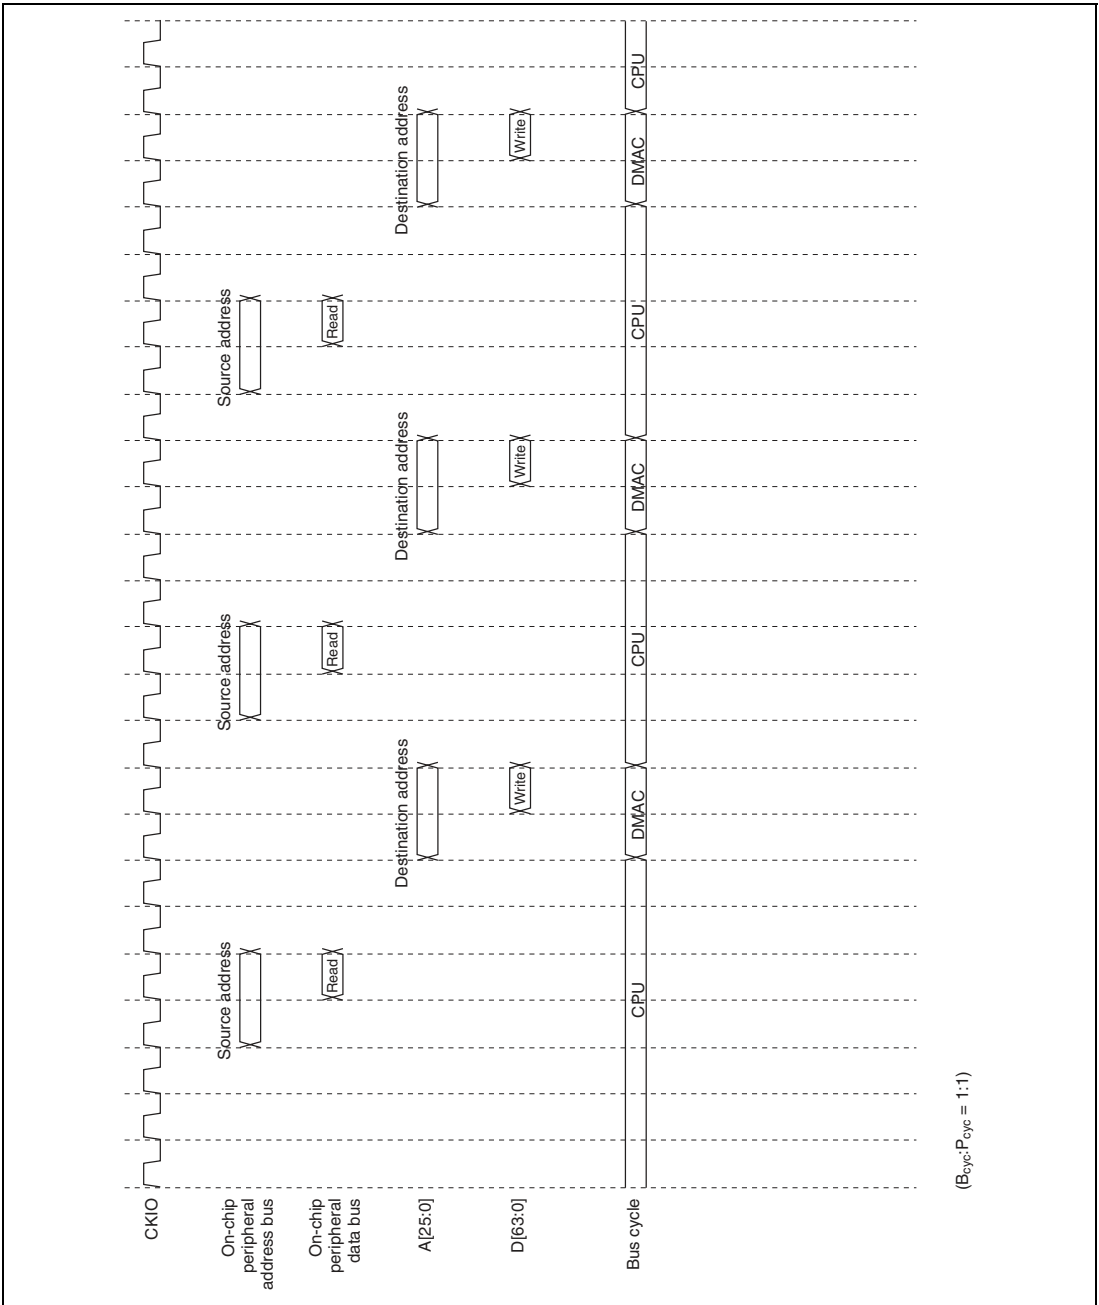 CKIO
On-chip
peripheral
address bus
Source address
Source address
Source address
On-chip
peripheral
data bus
Read
Read
Read
A[25:0]
Destination address
Destination address
Destination address
D[63:0]
Write
Write
Write
Bus cycle
CPU
DMAC
CPU
DMAC
CPU
DMAC
CPU
(Bcyc:Pcyc = 1:1)